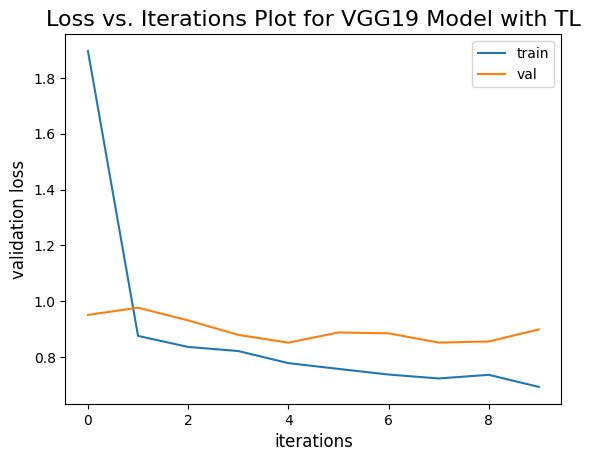 Loss vs. Iterations Plot for VGG19 Model with TL
train
val
1.8
1.6
1.4
1.2
1.0
0.8
validation loss
0
2
4
6
8
iterations